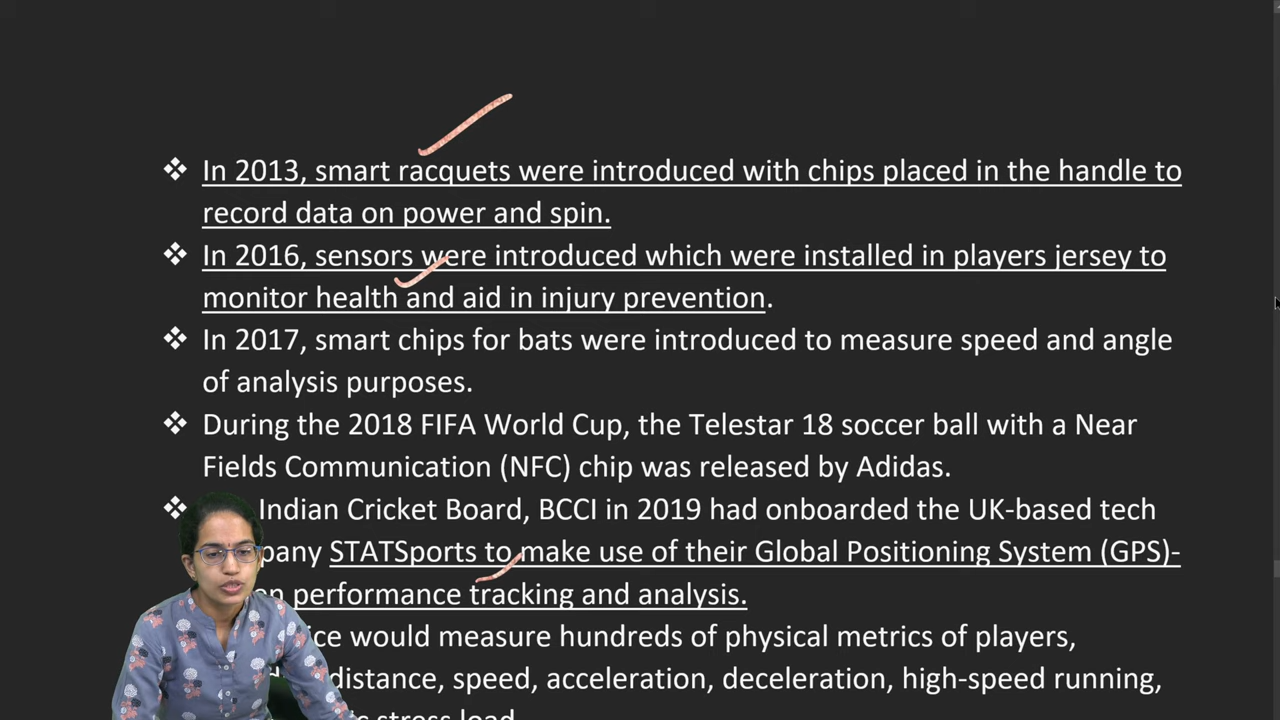 ❖ In 2013, smart racquets were introduced with chips placed in the handle to
record data on power and spin.
❖ In 2016, sensors were introduced which were installed in players jersey to
monitor health and aid in injury prevention.
❖ In 2017, smart chips for bats were introduced to measure speed and angle
of analysis purposes.
❖ During the 2018 FIFA World Cup, the Telestar 18 soccer ball with a Near
Fields Communication (NFC) chip was released by Adidas.
❖ Indian Cricket Board, BCCI in 2019 had onboarded the UK-based tech
STATSports to make use of their Global Positioning System (GPS)-
performance tracking and analysis.
would measure hundreds of physical metrics of players,
distance, speed, acceleration, deceleration, high-speed running,
stress load